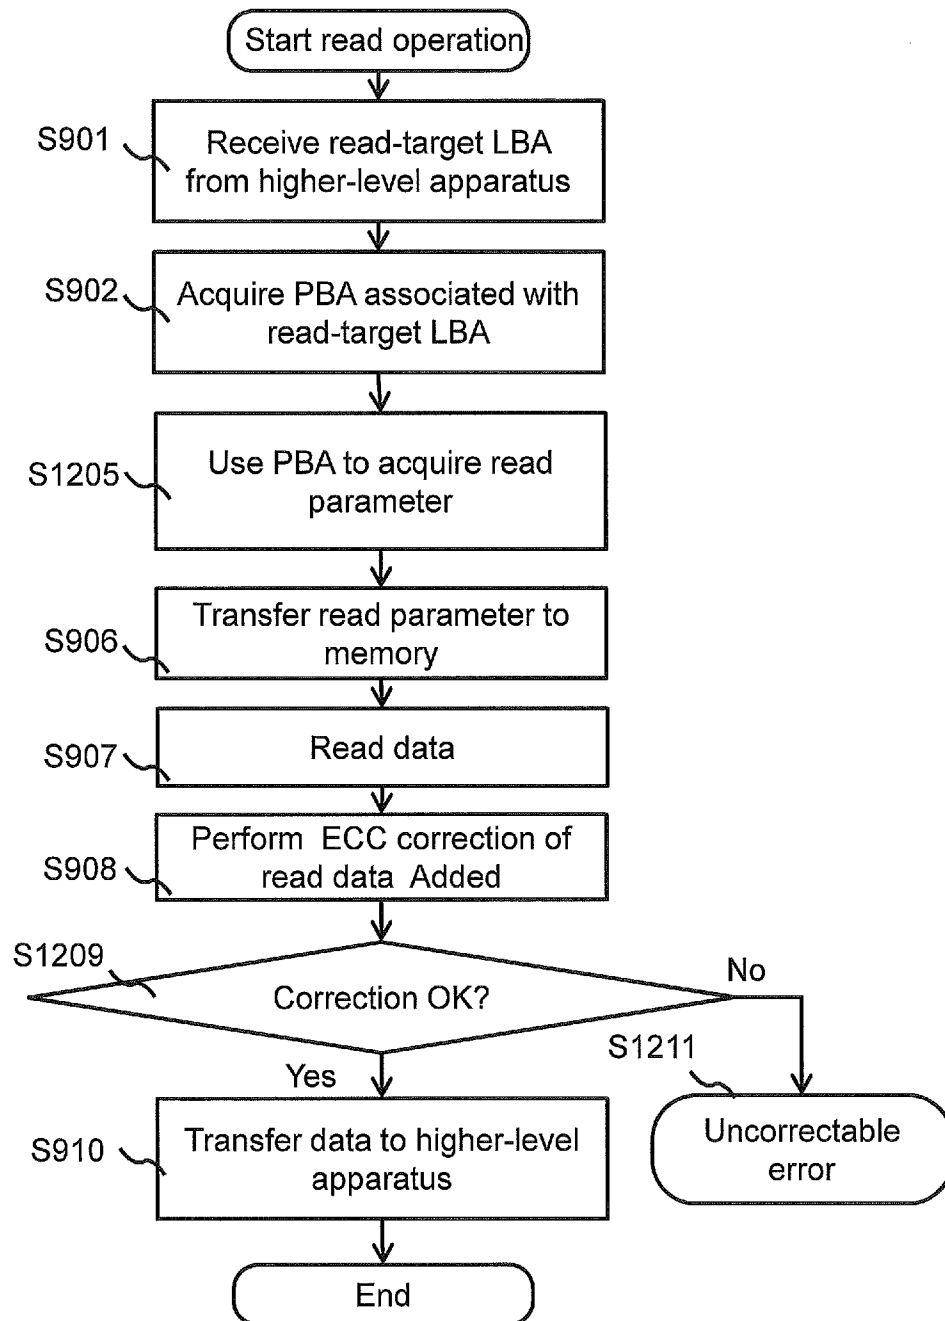 Start read operation
S901
Receive read-target LBA
from higher-level apparatus
S902
Acquire PBA associated with
read-target LBA
S1205
Use PBA to acquire read
parameter
S906
Transfer read parameter to
memory
S907
Read data
S908
Perform ECC correction of
read data Added
S1209
Correction OK?
No
Yes
S1211
Uncorrectable
error
S910
Transfer data to higher-level
apparatus
End